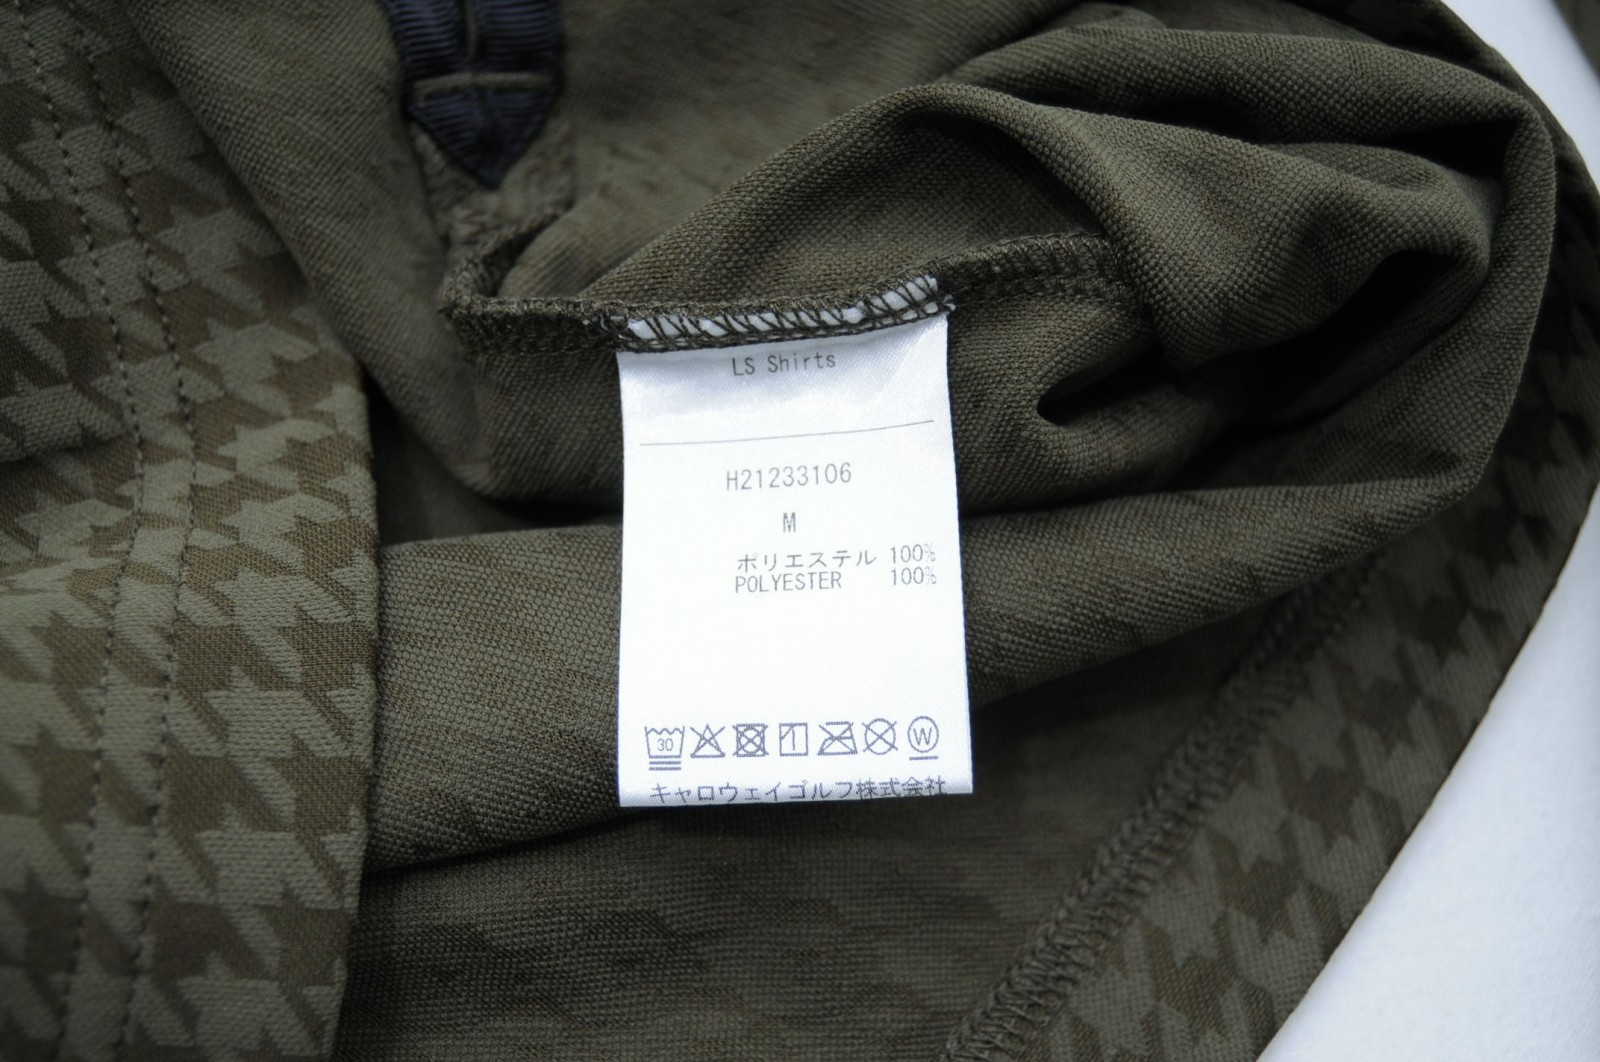 LS Shirts
H21233106
M
ポリエステル 100%
POLYESTER 100%
30 W
キャロウェイゴルフ株式会社